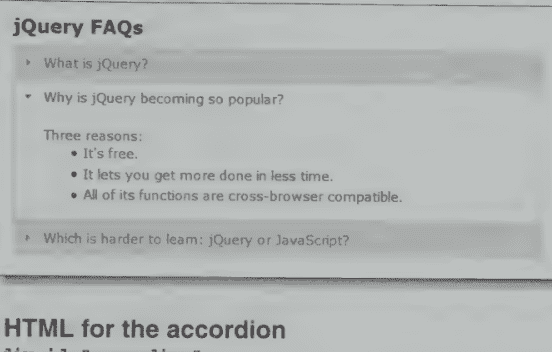 jQuery FAQs
What is jQuery?
Why is jQuery becoming so popular?
Three reasons:
• It's free.
• It lets you get more done in less time.
• All of its functions are cross-browser compatible.
Which is harder to learn: jQuery or JavaScript?
HTML for the accordion